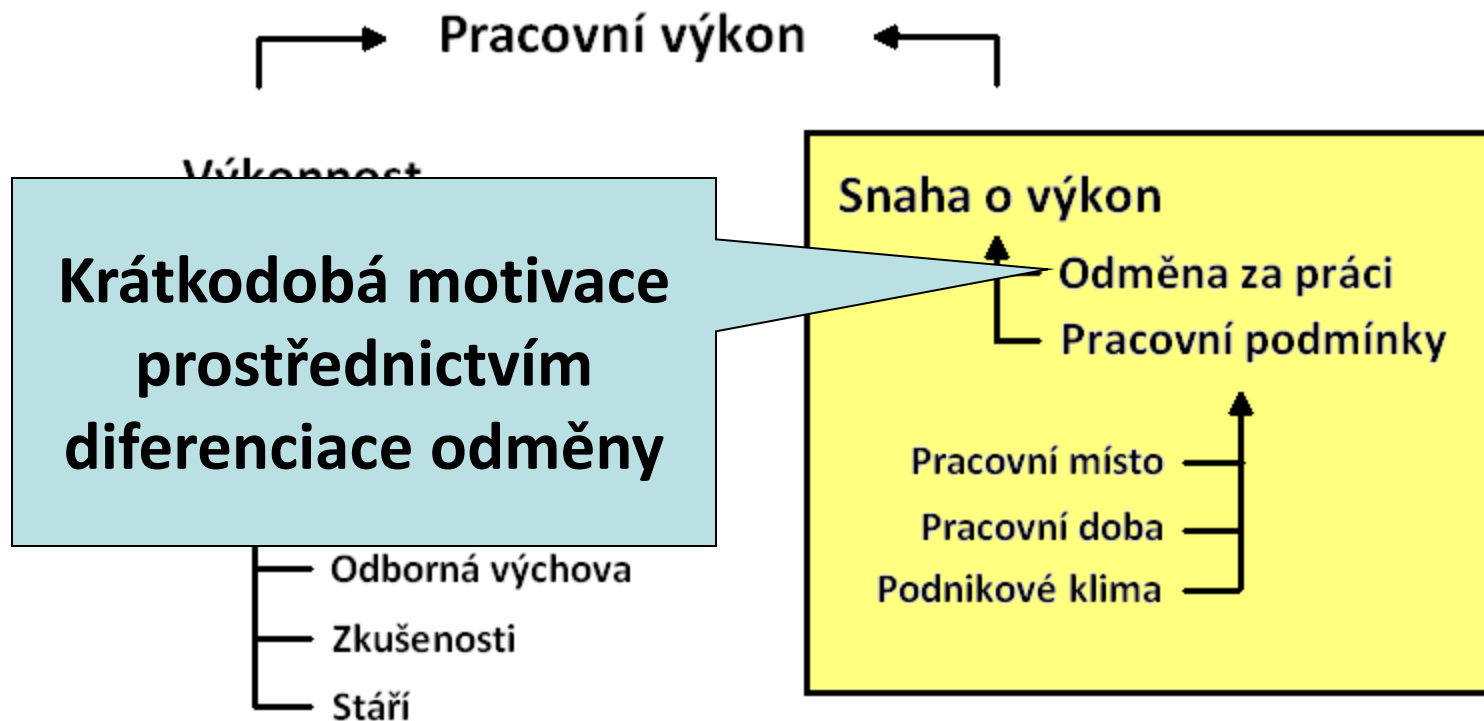 Pracovní výkon
Výkonnost
Krátkodobá motivace
prostřednictvím
diferenciace odměny
Odborná výchova
Zkušenosti
Stáří
Snaha o výkon
Odměna za práci
Pracovní podmínky
Pracovní místo
Pracovní doba
Podnikové klima